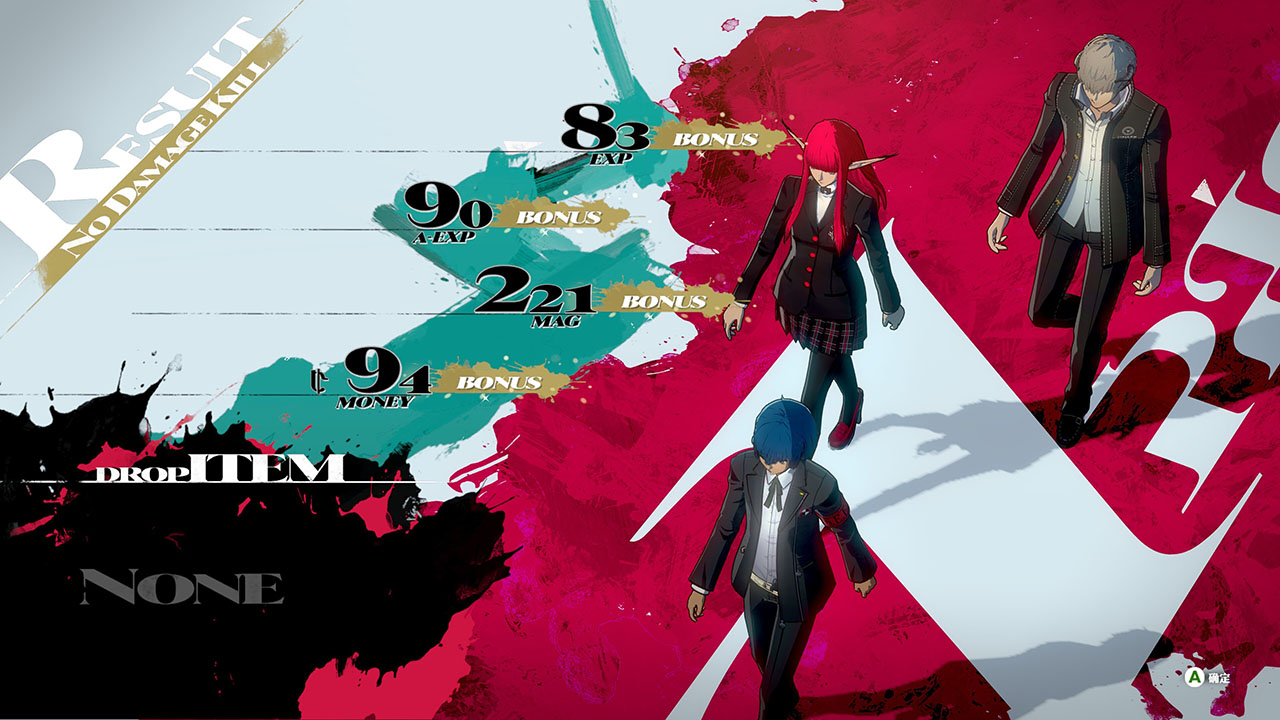 RESULT
NO DAMAGE KILL
83 BONUS
EXP
90 BONUS
A-EXP
221 BONUS
MAG
₵ 94 BONUS
MONEY
DROP ITEM
NONE
A 确定